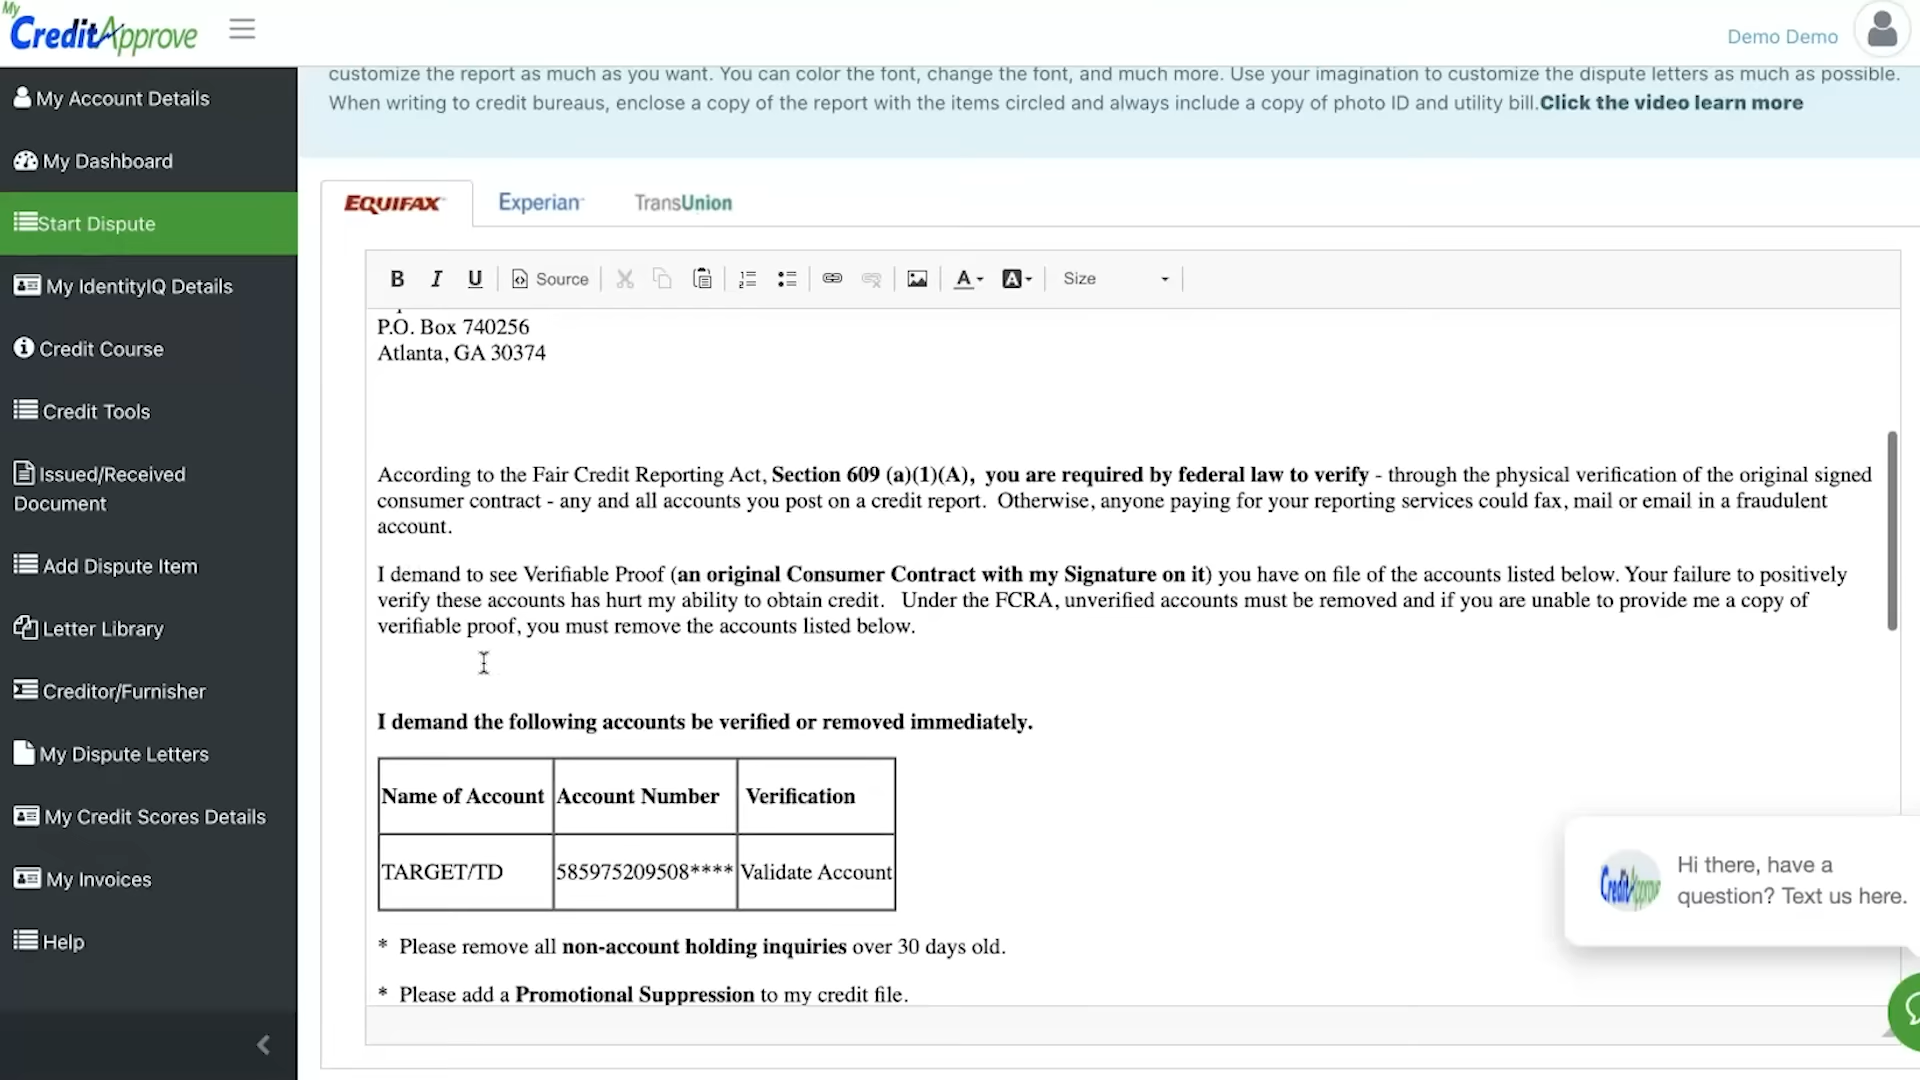 My
CreditApprove
Demo Demo
My Account Details
My Dashboard
Start Dispute
My IdentityIQ Details
Credit Course
Credit Tools
Issued/Received
Document
Add Dispute Item
Letter Library
Creditor/Furnisher
My Dispute Letters
My Credit Scores Details
My Invoices
Help
customize the report as much as you want. You can color the font, change the font, and much more. Use your imagination to customize the dispute letters as much as possible.
When writing to credit bureaus, enclose a copy of the report with the items circled and always include a copy of photo ID and utility bill.Click the video learn more
EQUIFAX Experian TransUnion
B I U Source A A Size
P.O. Box 740256
Atlanta, GA 30374
According to the Fair Credit Reporting Act, Section 609 (a)(1)(A), you are required by federal law to verify - through the physical verification of the original signed
consumer contract - any and all accounts you post on a credit report. Otherwise, anyone paying for your reporting services could fax, mail or email in a fraudulent
account.
I demand to see Verifiable Proof (an original Consumer Contract with my Signature on it) you have on file of the accounts listed below. Your failure to positively
verify these accounts has hurt my ability to obtain credit. Under the FCRA, unverified accounts must be removed and if you are unable to provide me a copy of
verifiable proof, you must remove the accounts listed below.
I demand the following accounts be verified or removed immediately.
Name of Account Account Number Verification
TARGET/TD 585975209508**** Validate Account
* Please remove all non-account holding inquiries over 30 days old.
* Please add a Promotional Suppression to my credit file.
CreditApprove
Hi there, have a
question? Text us here.